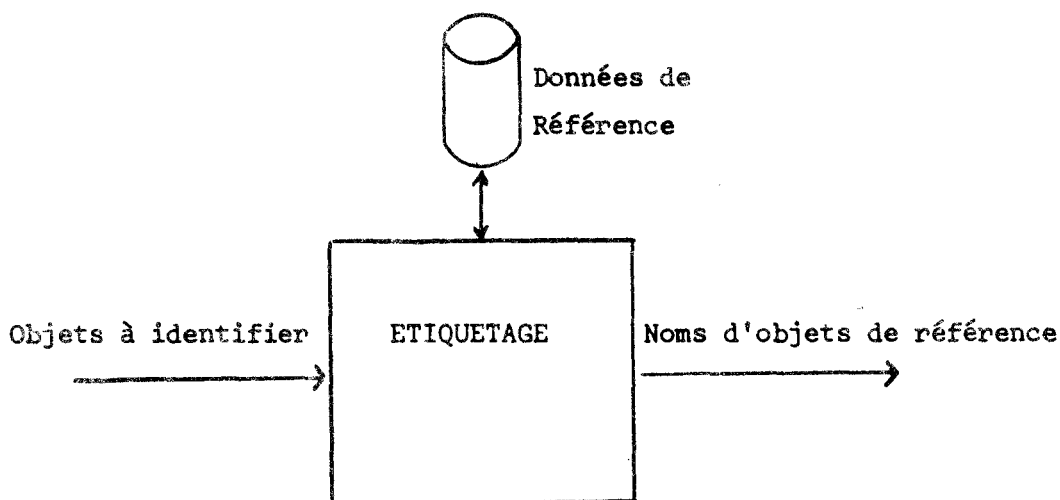 Données de
Référence
Objets à identifier
ETIQUETAGE
Noms d'objets de référence